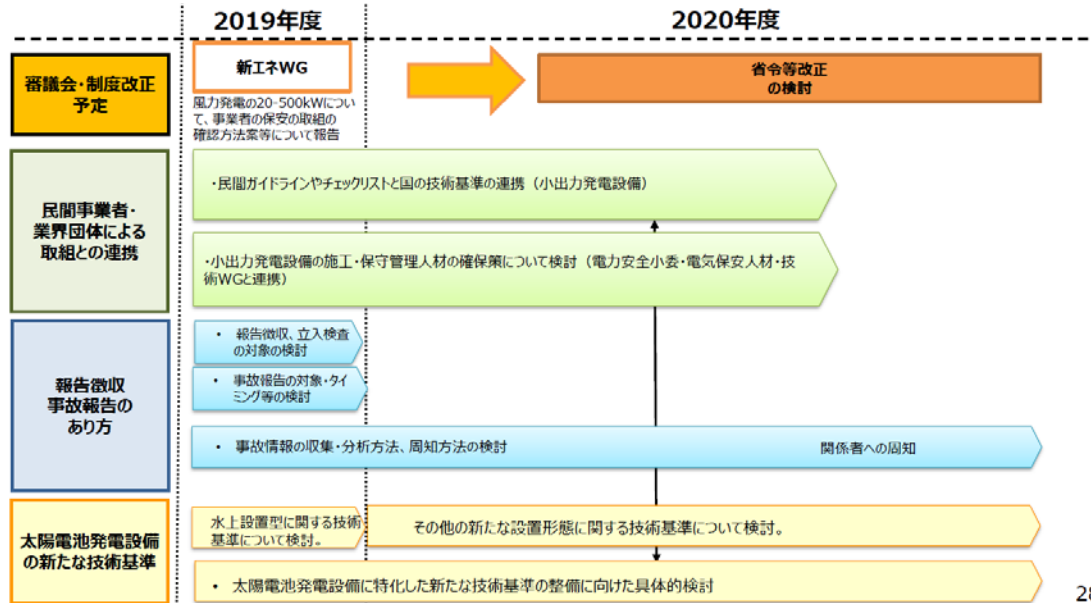 2019年度
2020年度
審議会・制度改正
予定
新エネWG
省令等改正
の検討
風力発電の20-500kWについ
て、事業者の保安の取組の
確認方法案等について報告
民間事業者・
業界団体による
取組との連携
・民間ガイドラインやチェックリストと国の技術基準の連携（小出力発電設備）
・小出力発電設備の施工・保守管理人材の確保策について検討（電力安全小委・電気保安人材・技
術WGと連携）
報告徴収
事故報告の
あり方
• 報告徴収、立入検査
の対象の検討
• 事故報告の対象・タイ
ミング等の検討
• 事故情報の収集・分析方法、周知方法の検討
関係者への周知
太陽電池発電設備
の新たな技術基準
水上設置型に関する技術
基準について検討。
その他の新たな設置形態に関する技術基準について検討。
• 太陽電池発電設備に特化した新たな技術基準の整備に向けた具体的検討